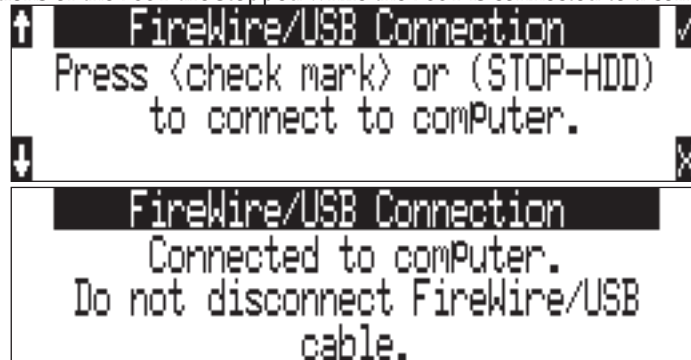 FireWire/USB Connection
Press <check mark> or (STOP-HDD)
to connect to computer.
FireWire/USB Connection
Connected to computer.
Do not disconnect FireWire/USB
cable.